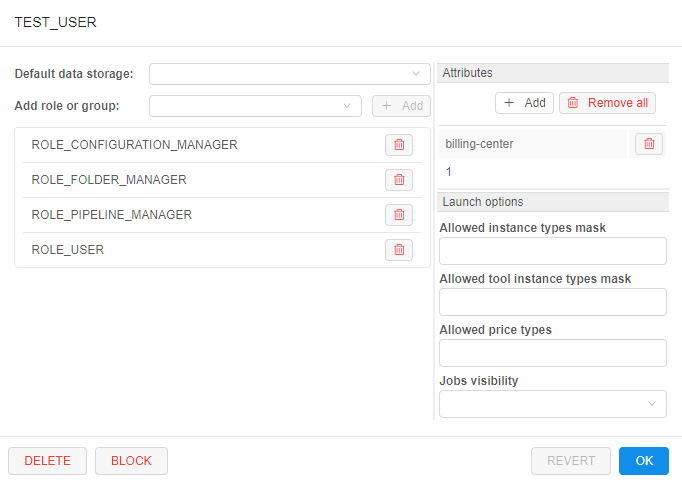 TEST_USER
Default data storage:
Add role or group:
+ Add
ROLE_CONFIGURATION_MANAGER
ROLE_FOLDER_MANAGER
ROLE_PIPELINE_MANAGER
ROLE_USER
Attributes
+ Add Remove all
billing-center
1
Launch options
Allowed instance types mask
Allowed tool instance types mask
Allowed price types
Jobs visibility
DELETE BLOCK REVERT OK